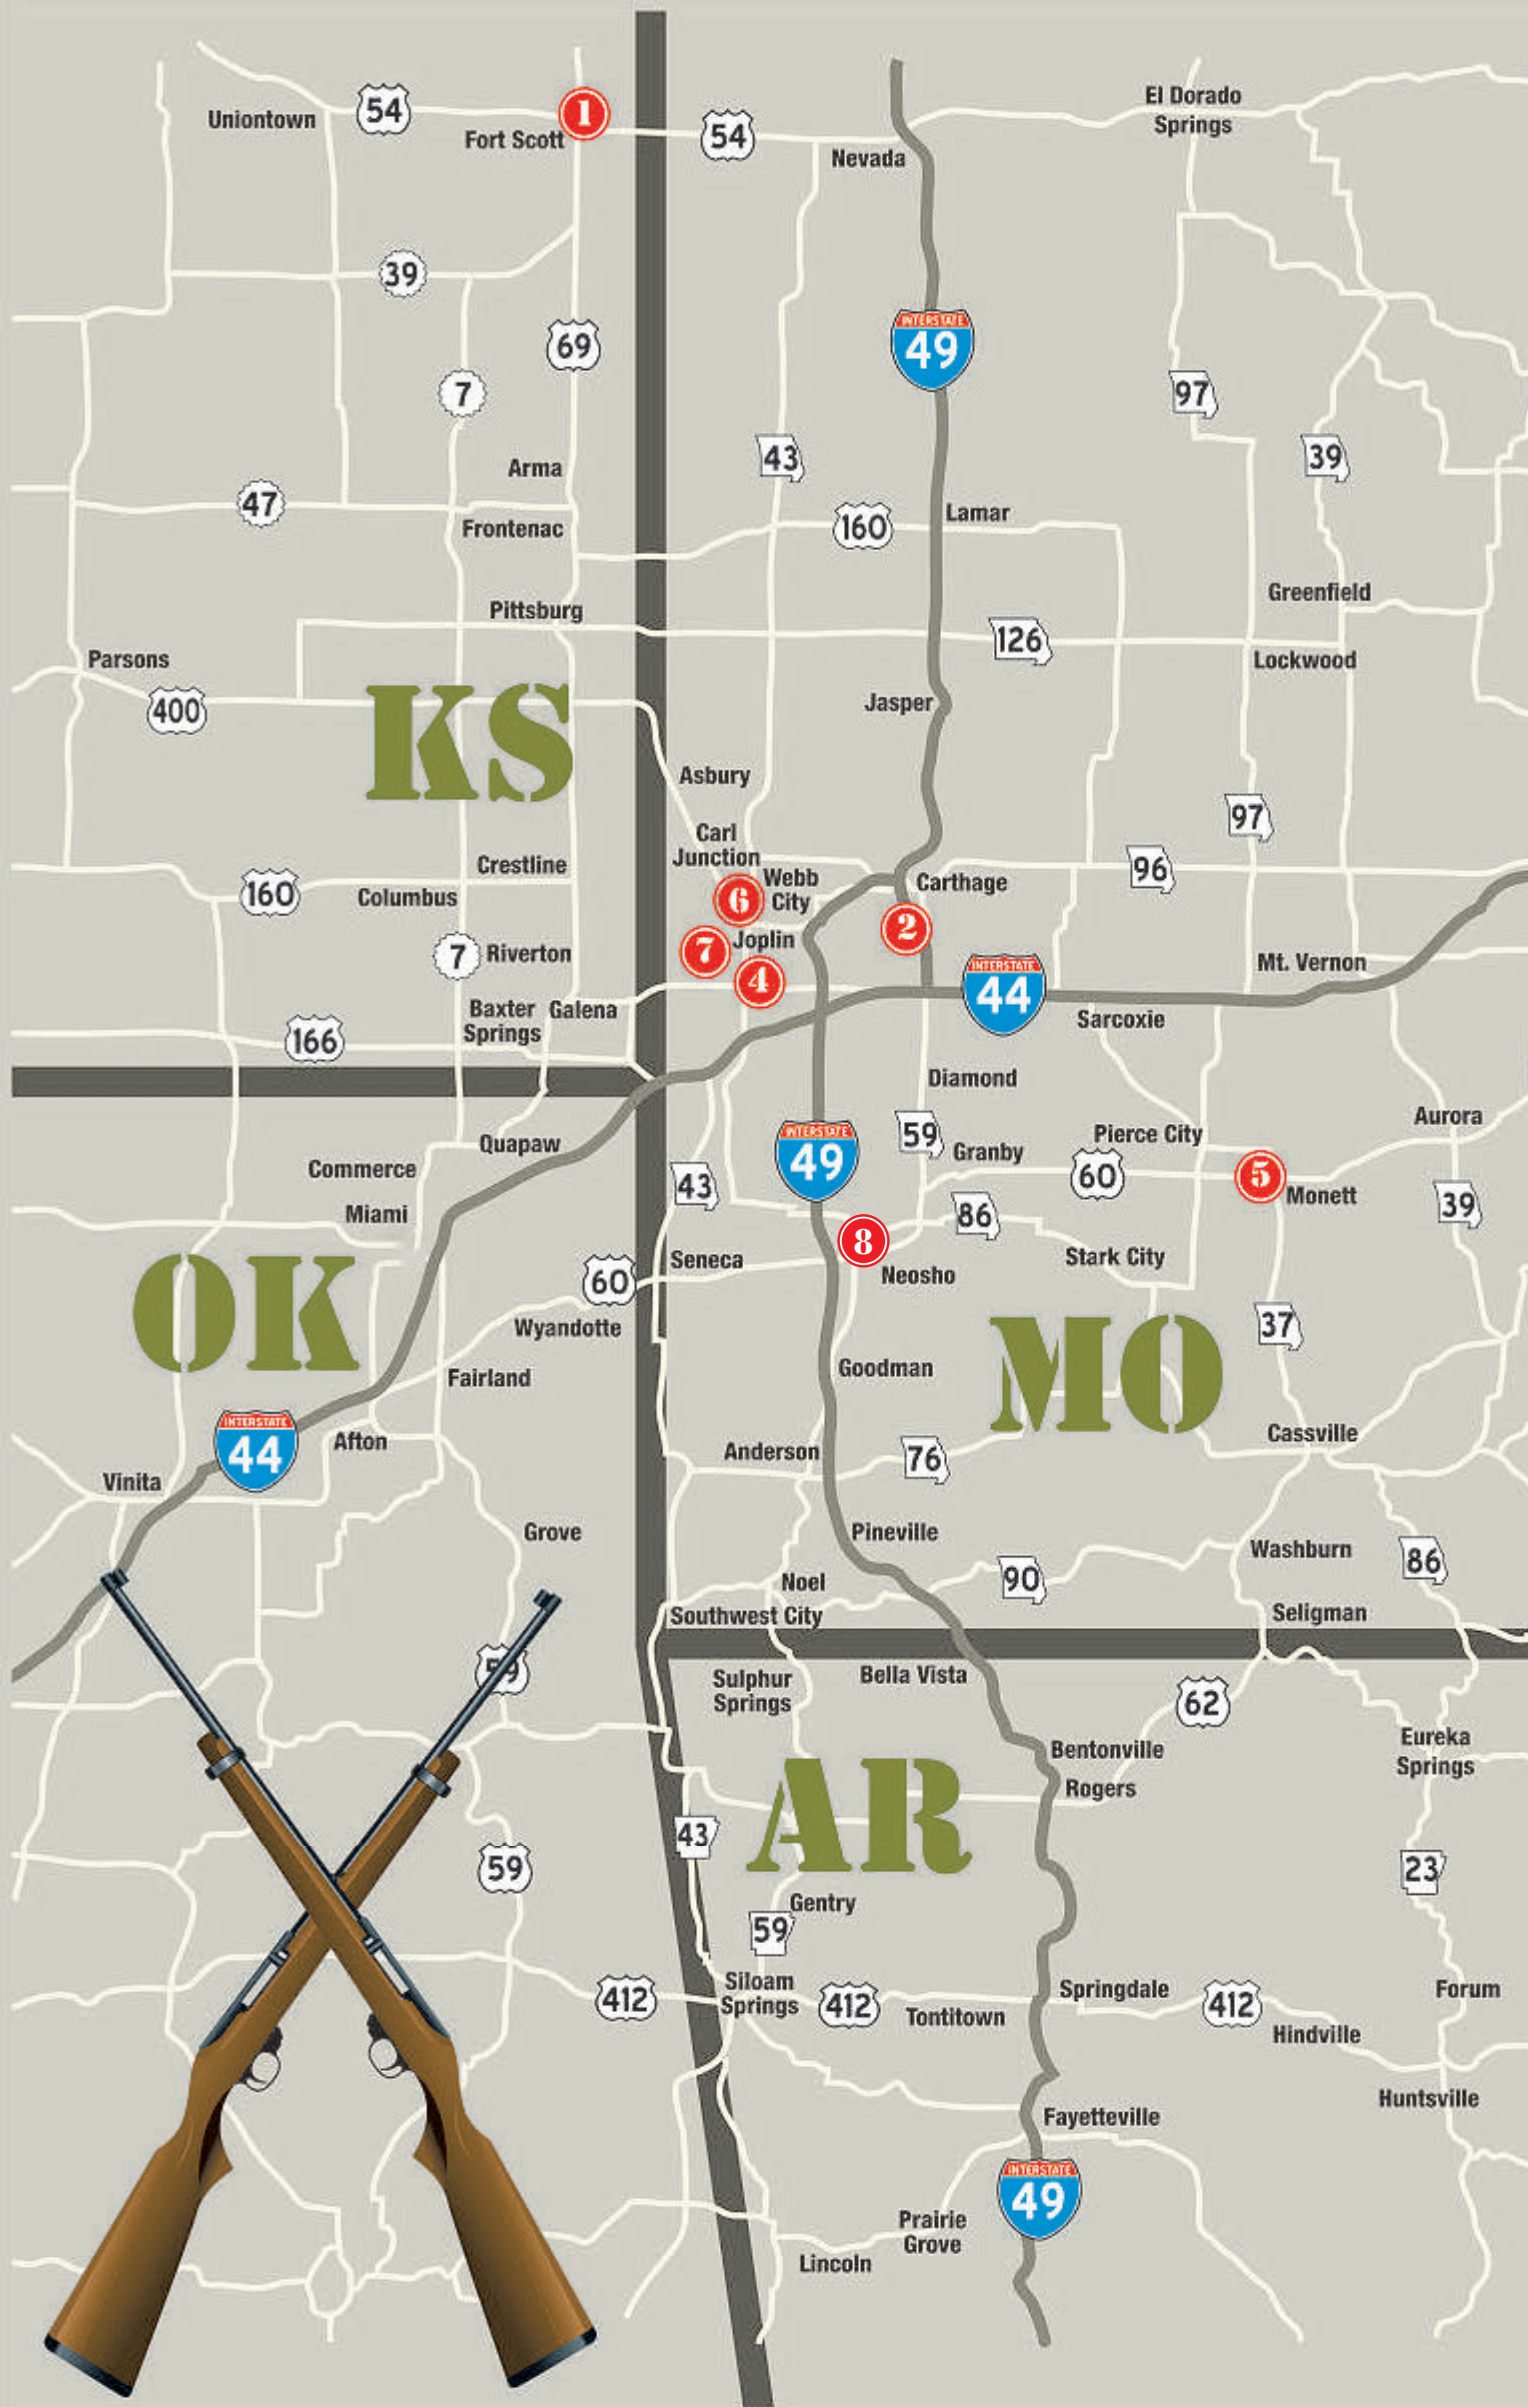 El Dorado
Springs
54
1
Uniontown
Fort Scott
54
Nevada
39
69
INTERSTATE
49
7
97
43
39
Arma
47
Frontenac
160
Lamar
Greenfield
Pittsburg
126
Parsons
Lockwood
400
KS
Jasper
Asbury
97
Carl
Junction
Crestline
96
160
Columbus
6
Webb
City
Carthage
2
7
Riverton
7
Joplin
4
Mt. Vernon
INTERSTATE
44
Baxter
Springs
Galena
Sarcoxie
166
Diamond
Aurora
Quapaw
INTERSTATE
49
59
Granby
Pierce City
60
5
Monett
Commerce
43
39
Miami
86
8
Seneca
Stark City
60
Neosho
OK
Wyandotte
37
MO
Goodman
Fairland
INTERSTATE
44
Afton
Cassville
Anderson
76
Vinita
Grove
Pineville
Washburn
86
Noel
90
Southwest City
Seligman
59
Sulphur
Springs
Bella Vista
62
Eureka
Springs
Bentonville
Rogers
AR
43
59
23
Gentry
59
Siloam
Springs
412
412
Tontitown
Springdale
412
Forum
Hindville
Huntsville
Fayetteville
INTERSTATE
49
Prairie
Grove
Lincoln